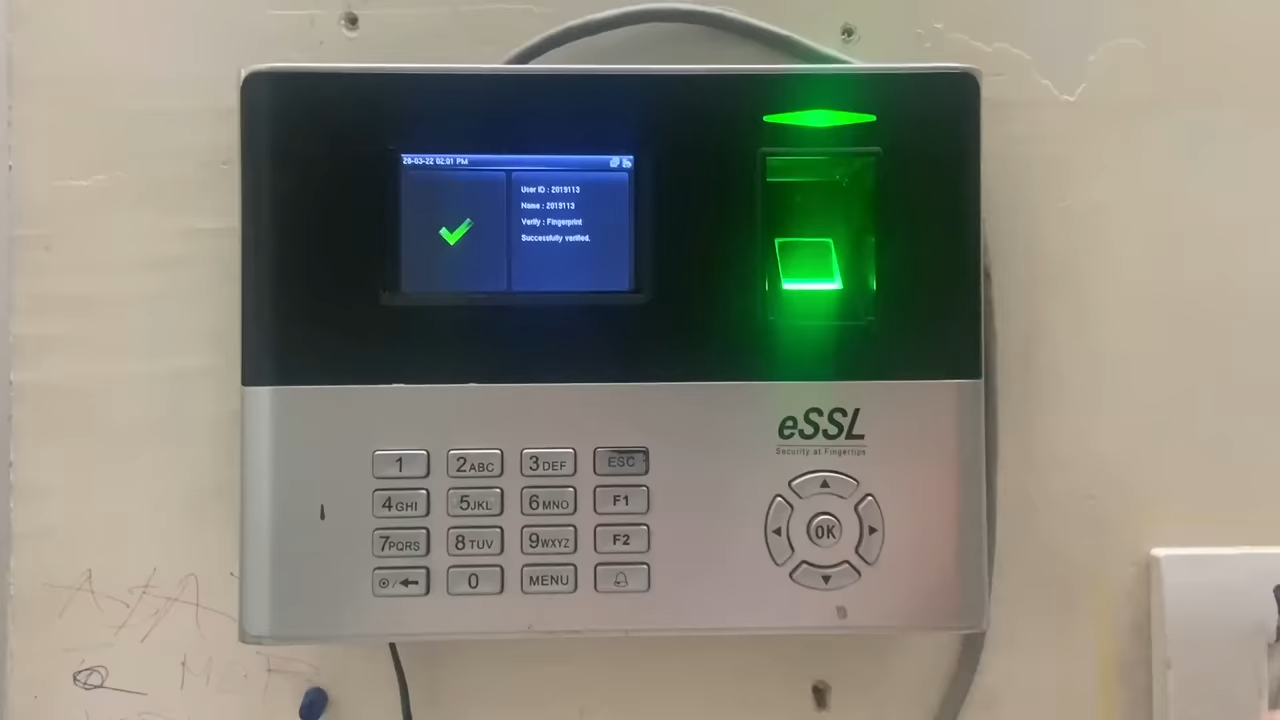 28-03-22 02:01 PM
User ID : 2019113
Name : 2019113
Verify : Fingerprint
Successfully verified.
eSSL
Security at Fingertips
1 2ABC 3DEF ESC
4GHI 5JKL 6MNO F1
7PQRS 8TUV 9WXYZ F2
0 MENU
OK